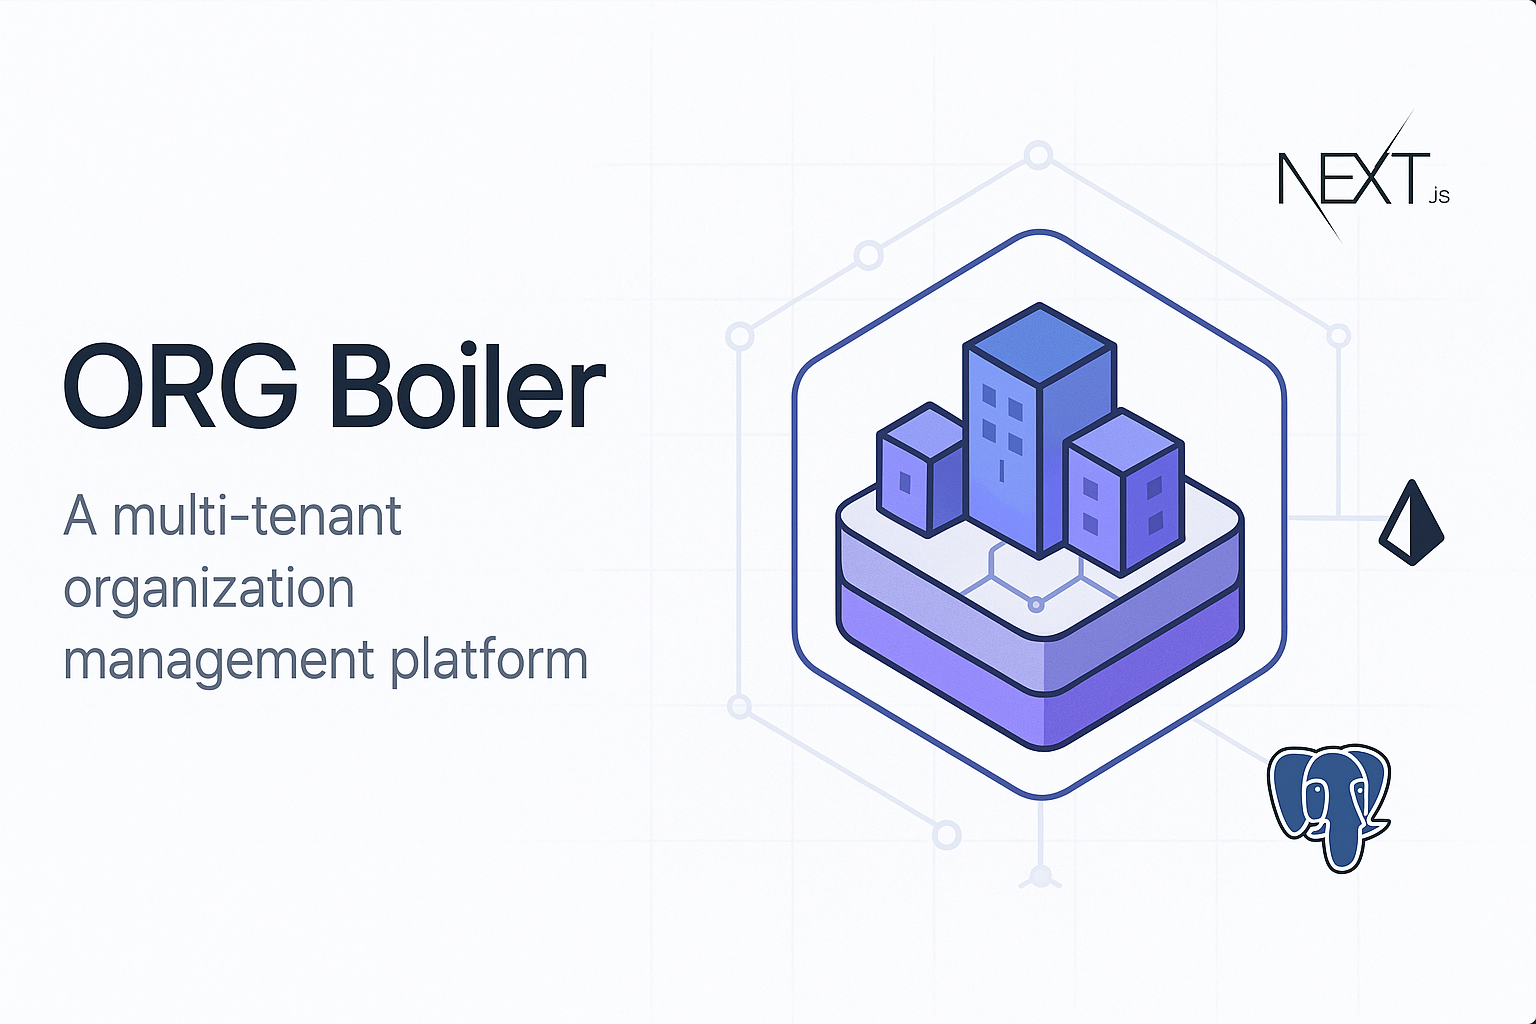 ORG Boiler
A multi-tenant
organization
management platform
NEXT.js